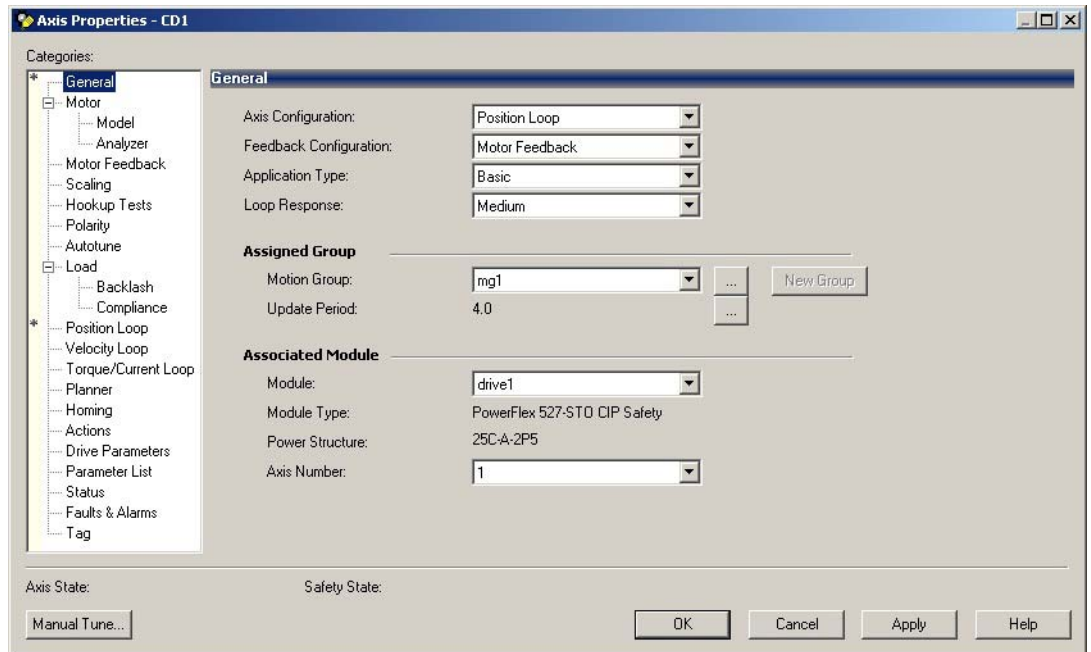 Axis Properties - CD1
Categories:
* General
Motor
Model
Analyzer
Motor Feedback
Scaling
Hookup Tests
Polarity
Autotune
Load
Backlash
Compliance
* Position Loop
Velocity Loop
Torque/Current Loop
Planner
Homing
Actions
Drive Parameters
Parameter List
Status
Faults & Alarms
Tag
General
Axis Configuration: Position Loop
Feedback Configuration: Motor Feedback
Application Type: Basic
Loop Response: Medium
Assigned Group
Motion Group: mg1 ... New Group
Update Period: 4.0 ...
Associated Module
Module: drive1
Module Type: PowerFlex 527-STO CIP Safety
Power Structure: 25C-A-2P5
Axis Number: 1
Axis State: Safety State:
Manual Tune... OK Cancel Apply Help